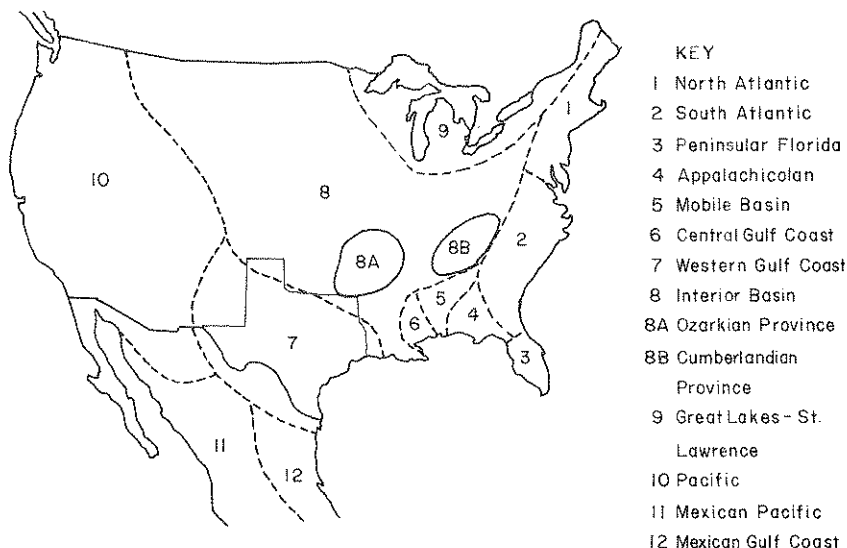 KEY
1 North Atlantic
2 South Atlantic
3 Peninsular Florida
4 Appalachicolan
5 Mobile Basin
6 Central Gulf Coast
7 Western Gulf Coast
8 Interior Basin
8A Ozarkian Province
8B Cumberlandian
Province
9 Great Lakes - St.
Lawrence
10 Pacific
11 Mexican Pacific
12 Mexican Gulf Coast
1
9
10
8
2
8A
8B
5
4
6
7
3
11
12